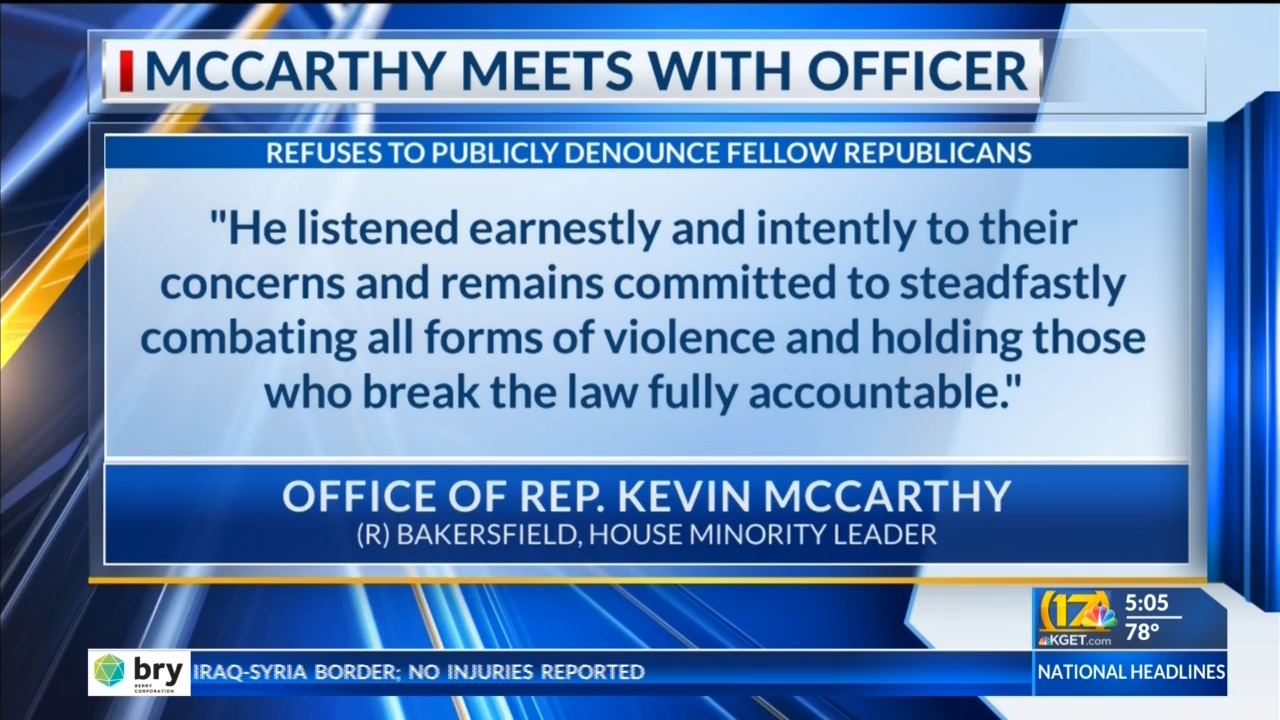 MCCARTHY MEETS WITH OFFICER
REFUSES TO PUBLICLY DENOUNCE FELLOW REPUBLICANS
"He listened earnestly and intently to their
concerns and remains committed to steadfastly
combating all forms of violence and holding those
who break the law fully accountable."
OFFICE OF REP. KEVIN MCCARTHY
(R) BAKERSFIELD, HOUSE MINORITY LEADER
17
5:05
KGET.com
78°
bry
BERRY
CORPORATION
IRAQ-SYRIA BORDER; NO INJURIES REPORTED
NATIONAL HEADLINES